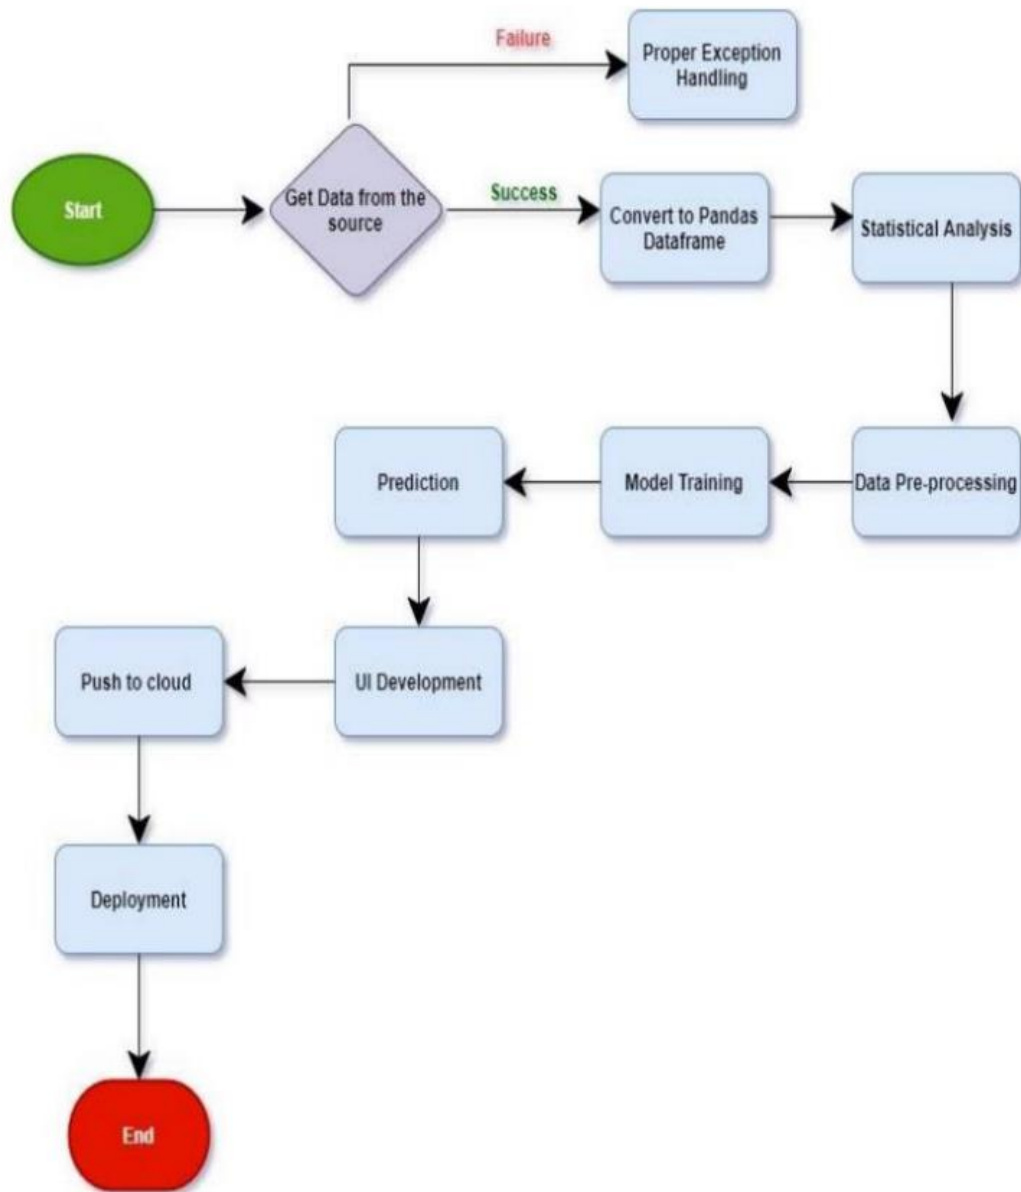 Failure
Proper Exception
Handling
Start
Get Data from the
source
Success
Convert to Pandas
Dataframe
Statistical Analysis
Prediction
Model Training
Data Pre-processing
Push to cloud
UI Development
Deployment
End